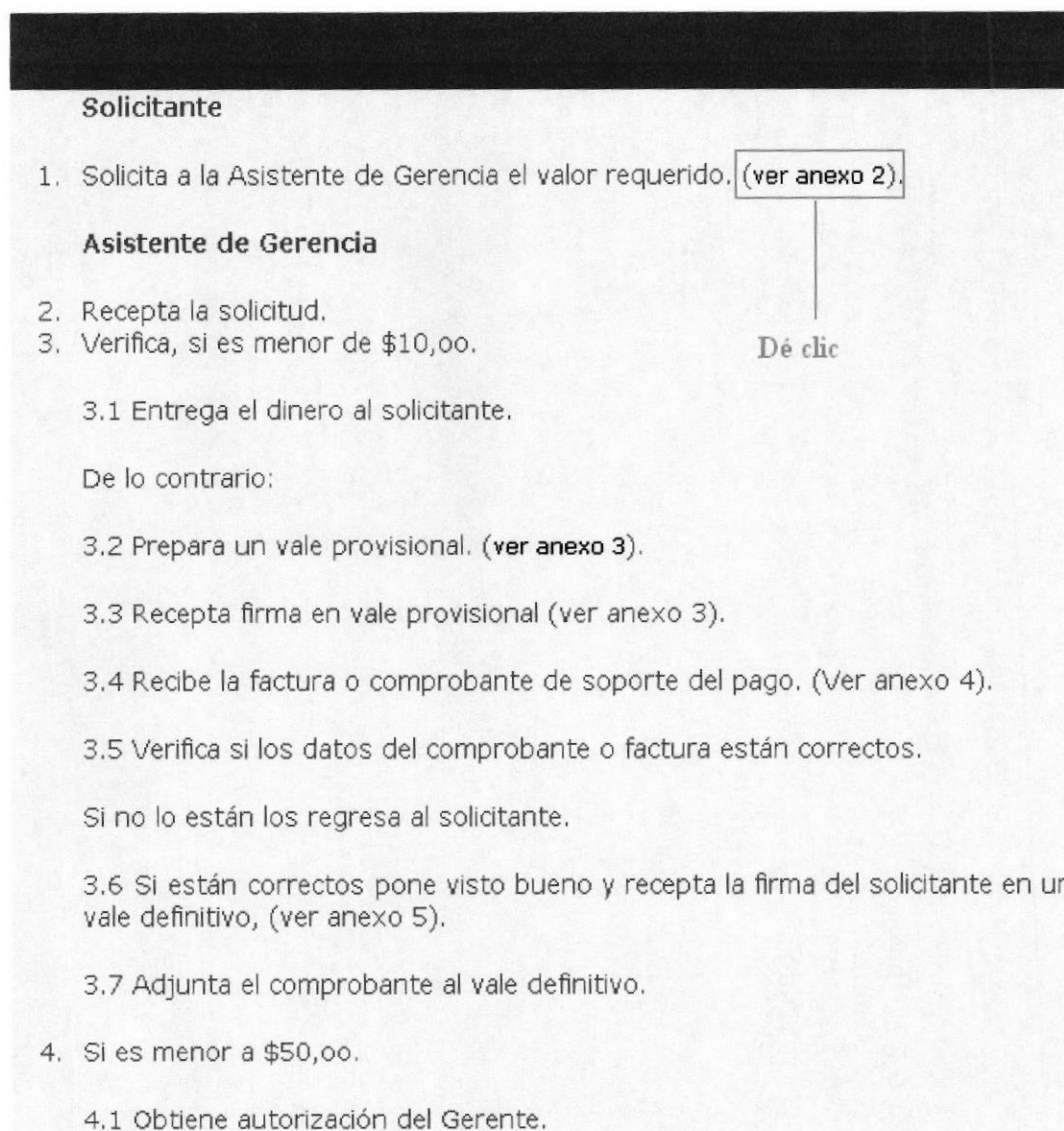 Solicitante
1. Solicita a la Asistente de Gerencia el valor requerido. (ver anexo 2).
Asistente de Gerencia
2. Recepta la solicitud.
3. Verifica, si es menor de $10,oo.
Dé clic
3.1 Entrega el dinero al solicitante.
De lo contrario:
3.2 Prepara un vale provisional. (ver anexo 3).
3.3 Recepta firma en vale provisional (ver anexo 3).
3.4 Recibe la factura o comprobante de soporte del pago. (Ver anexo 4).
3.5 Verifica si los datos del comprobante o factura están correctos.
Si no lo están los regresa al solicitante.
3.6 Si están correctos pone visto bueno y recepta la firma del solicitante en un
vale definitivo, (ver anexo 5).
3.7 Adjunta el comprobante al vale definitivo.
4. Si es menor a $50,oo.
4.1 Obtiene autorización del Gerente.